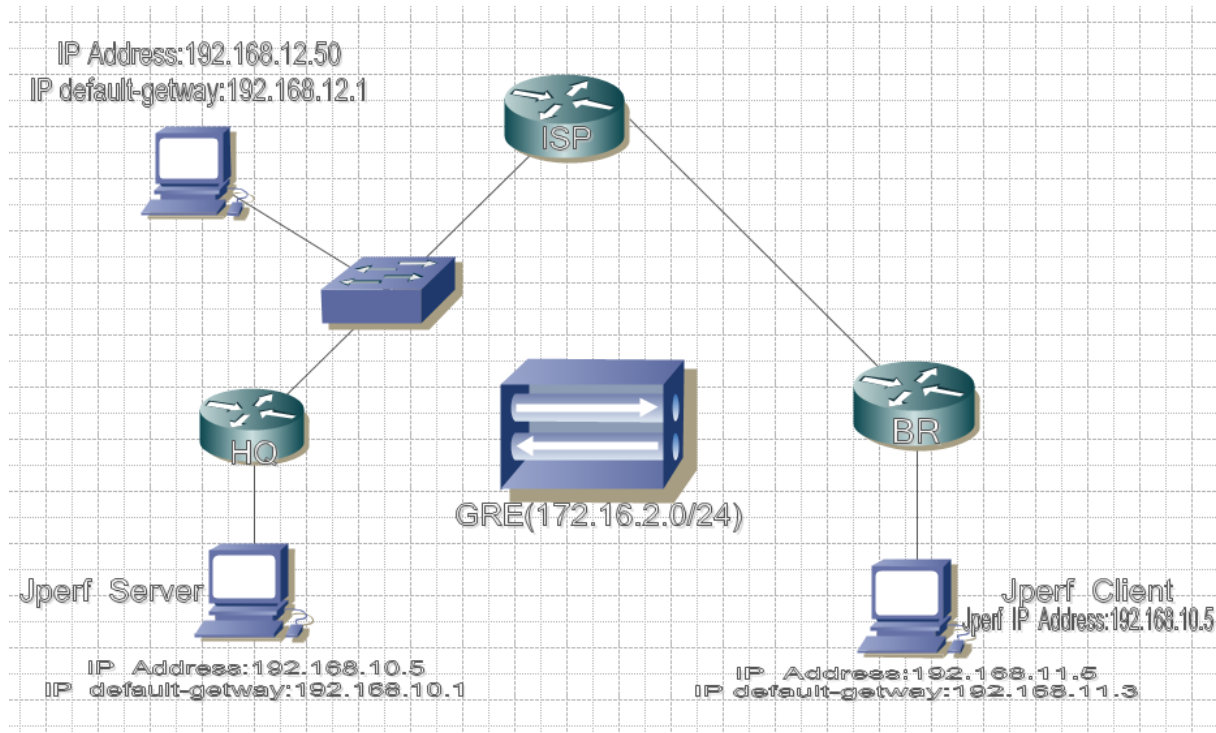 IP Address:192.168.12.50
IP default-getway:192.168.12.1
ISP
HQ
BR
GRE(172.16.2.0/24)
Jperf Server
IP Address:192.168.10.5
IP default-getway:192.168.10.1
Jperf Client
Jperf IP Address:192.168.10.5
IP Address:192.168.11.5
IP default-getway:192.168.11.3